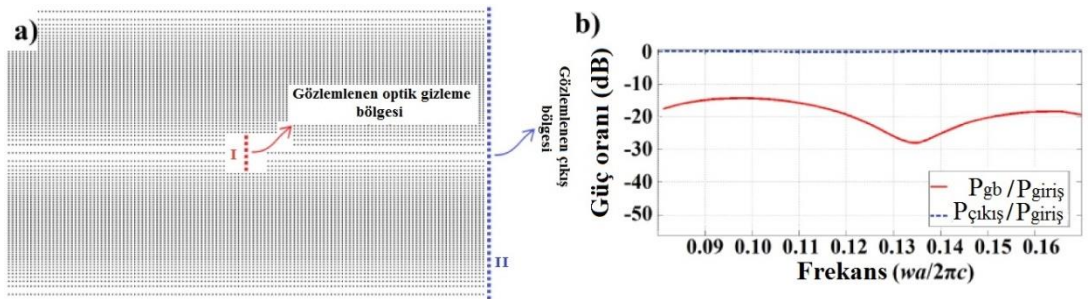 a)
Gözlemlenen optik gizleme
bölgesi
I
II
Gözlemlenen çıkış
bölgesi
b)
Güç oranı (dB)
0
-10
-20
-30
-40
-50
Pgb/Pgiriş
Pçıkış/Pgiriş
0.09 0.10 0.11 0.12 0.13 0.14 0.15 0.16
Frekans (wa/2πc)